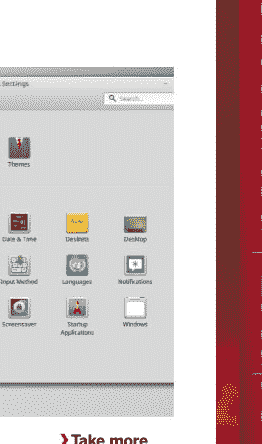 Settings
Search...
Themes
Date & Time
Desklets
Desktop
Input Method
Languages
Notifications
Screensaver
Startup
Applications
Windows
Take more